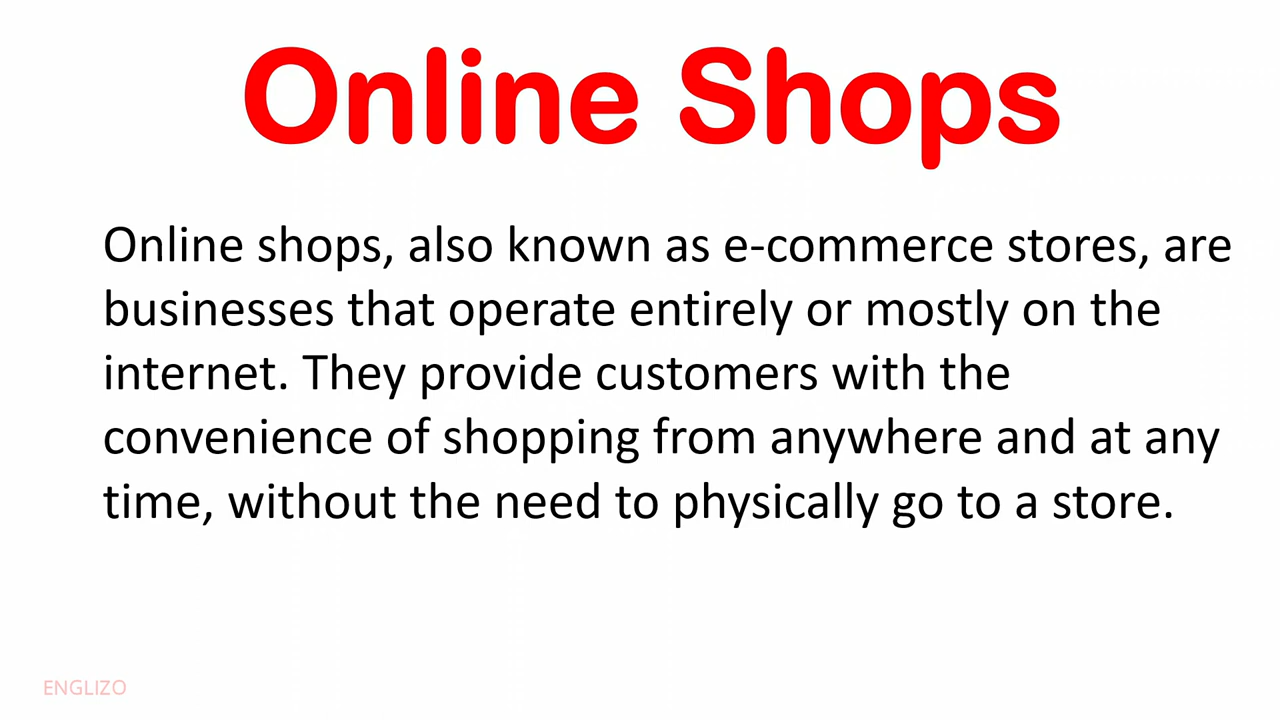 Online Shops
Online shops, also known as e-commerce stores, are
businesses that operate entirely or mostly on the
internet. They provide customers with the
convenience of shopping from anywhere and at any
time, without the need to physically go to a store.
ENGLIZO